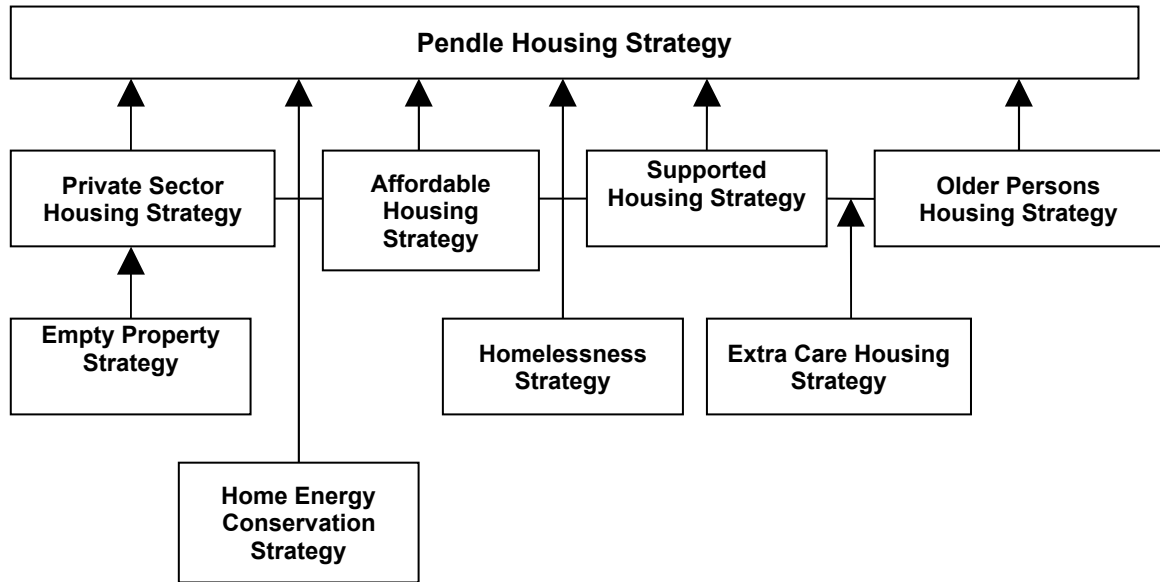 Pendle Housing Strategy
Private Sector
Housing Strategy
Affordable
Housing
Strategy
Supported
Housing Strategy
Older Persons
Housing Strategy
Empty Property
Strategy
Homelessness
Strategy
Extra Care Housing
Strategy
Home Energy
Conservation
Strategy